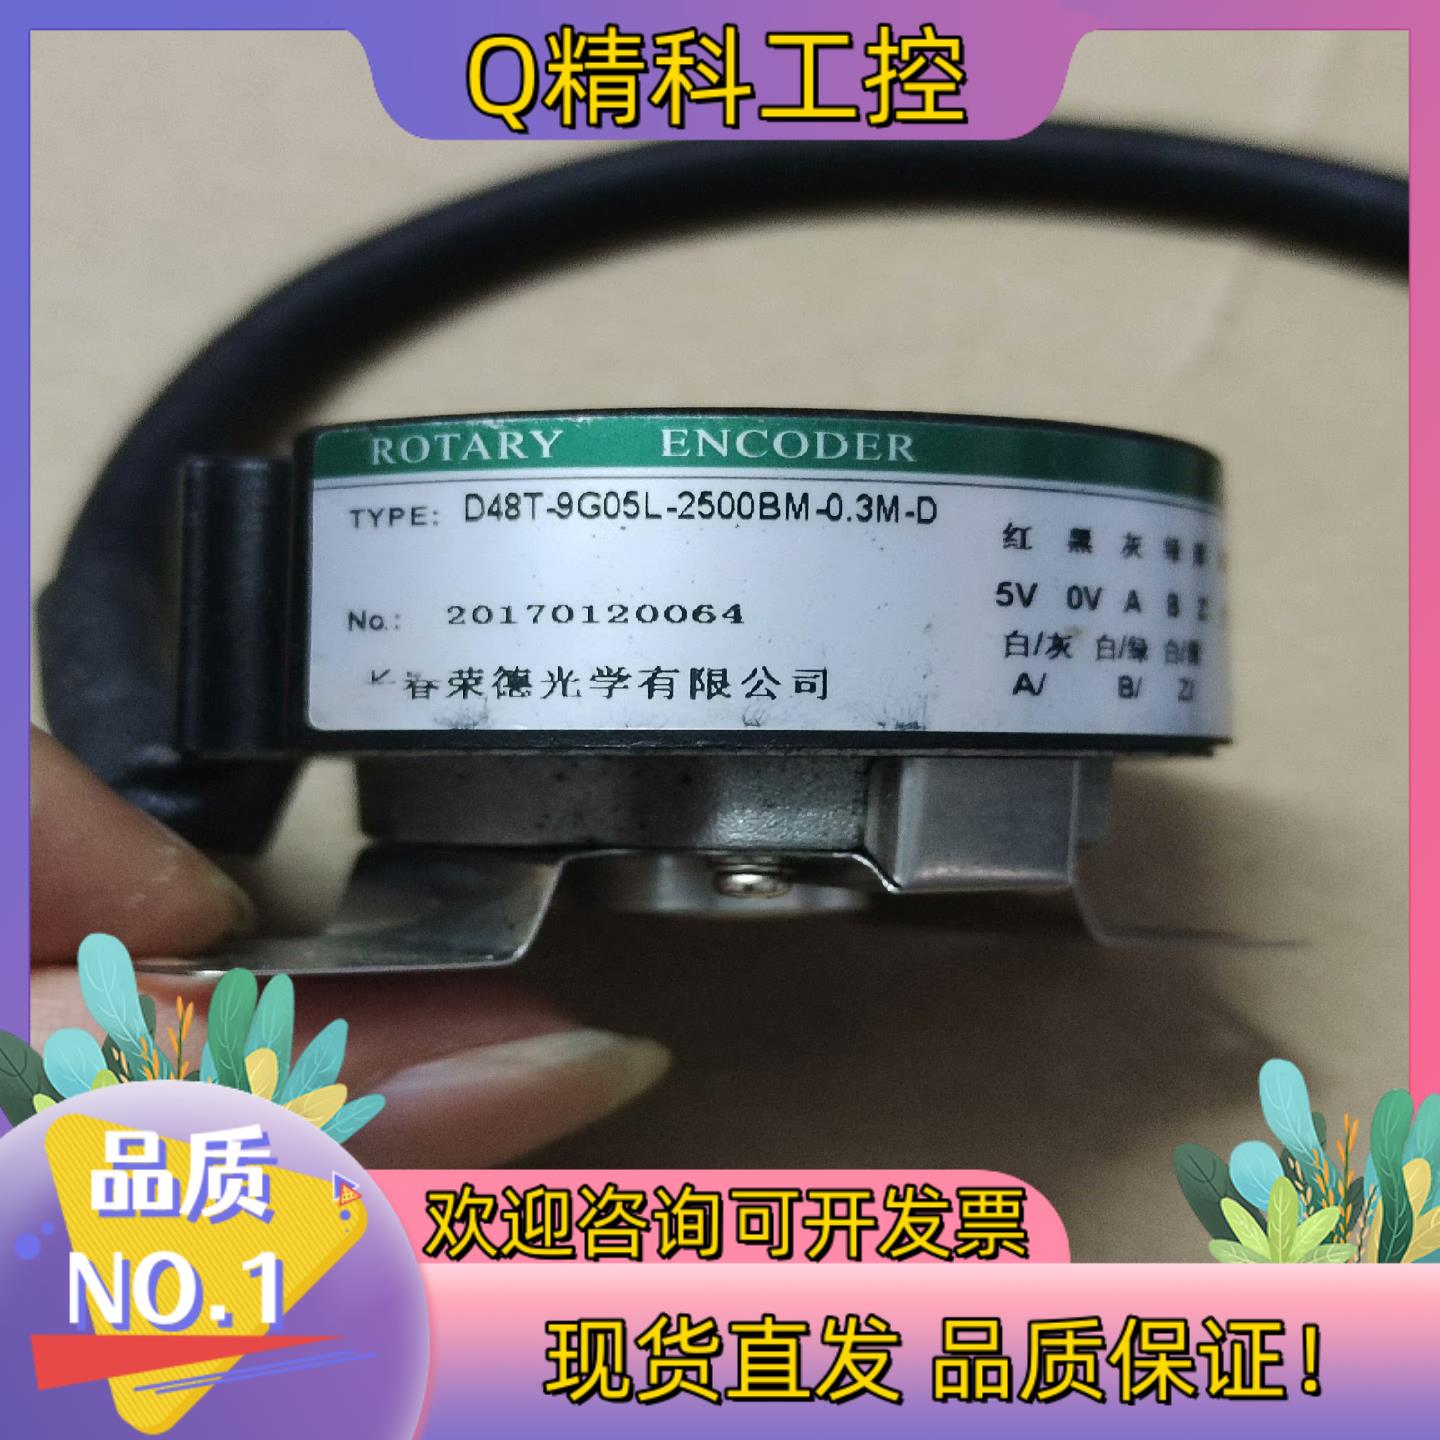 Q精科工控
ROTARY ENCODER
TYPE: D48T-9G05L-2500BM-0.3M-D
No.: 20170120064
长春荣德光学有限公司
红 黑 灰
5V 0V A B
白/灰 白/绿
A/ B/
品质
NO.1
欢迎咨询可开发票
现货直发 品质保证!